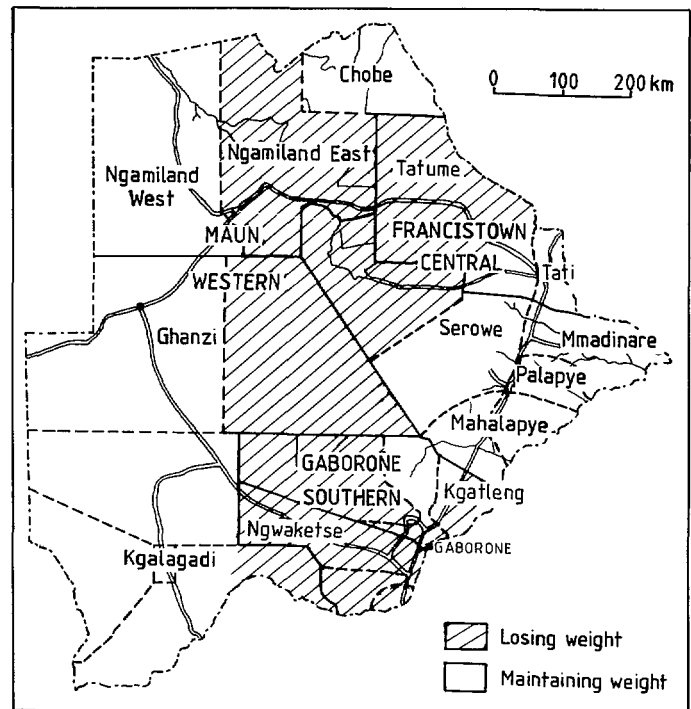 Chobe
0 100 200 km
Ngamiland East
Tatume
Ngamiland
West
MAUN
FRANCISTOWN
CENTRAL
WESTERN
Tati
Ghanzi
Serowe
Mmadinare
Palapye
Mahalapye
GABORONE
SOUTHERN
Kgatleng
Ngwaketse
GABORONE
Kgalagadi
Losing weight
Maintaining weight